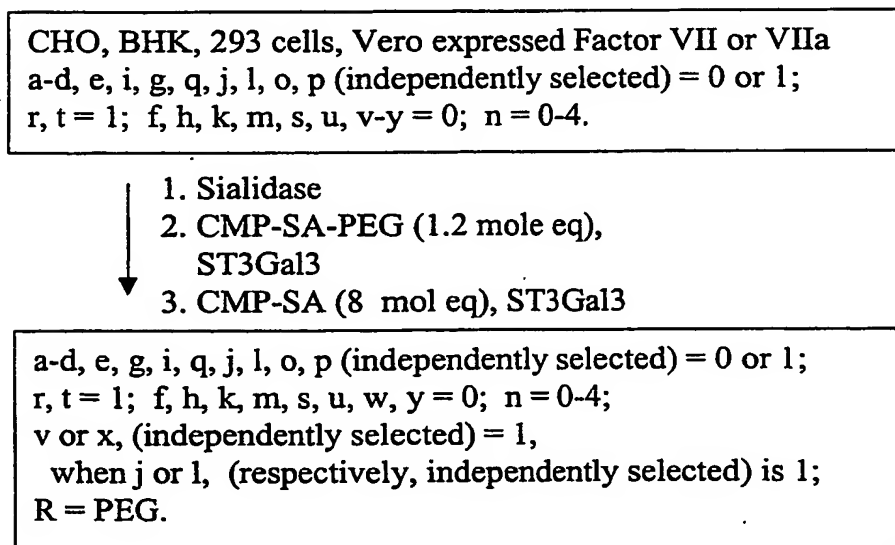 CHO, BHK, 293 cells, Vero expressed Factor VII or VIIa
a-d, e, i, g, q, j, l, o, p (independently selected) = 0 or 1;
r, t = 1; f, h, k, m, s, u, v-y = 0; n = 0-4.
1. Sialidase
2. CMP-SA-PEG (1.2 mole eq),
ST3Gal3
3. CMP-SA (8 mol eq), ST3Gal3
a-d, e, g, i, q, j, l, o, p (independently selected) = 0 or 1;
r, t = 1; f, h, k, m, s, u, w, y = 0; n = 0-4;
v or x, (independently selected) = 1,
when j or l, (respectively, independently selected) is 1;
R = PEG.